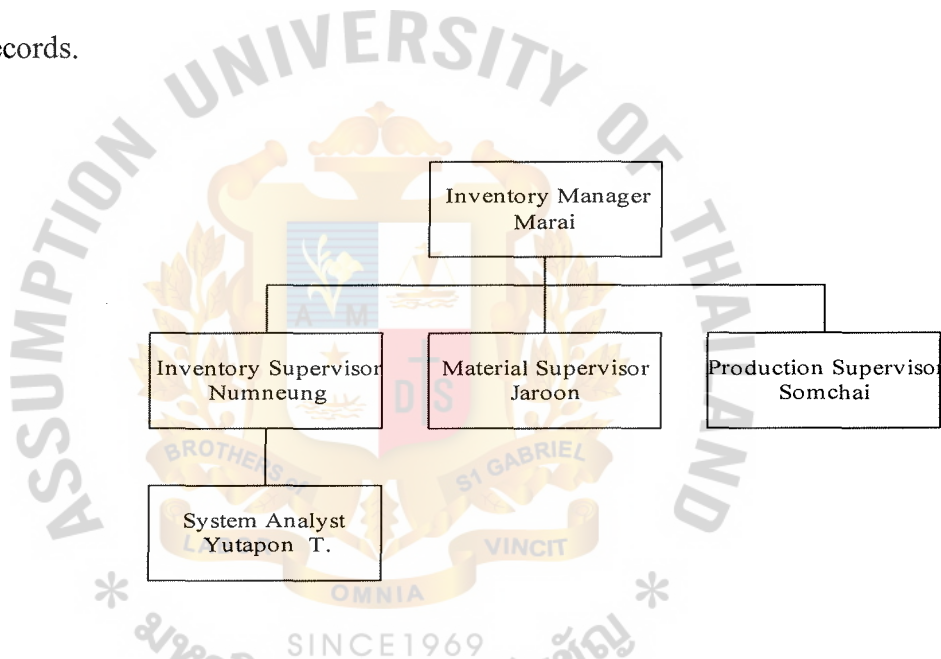 ecords.
ASSUMPTION UNIVERSITY OF THAILAND
Inventory Manager
Marai
A M
Inventory Supervisor
Numneung
Material Supervisor
Jaroon
Production Supervisor
Somchai
D S
BROTHERS of
ST GABRIEL
System Analyst
Yutapon T.
LABOR
VINCIT
OMNIA
SINCE1969